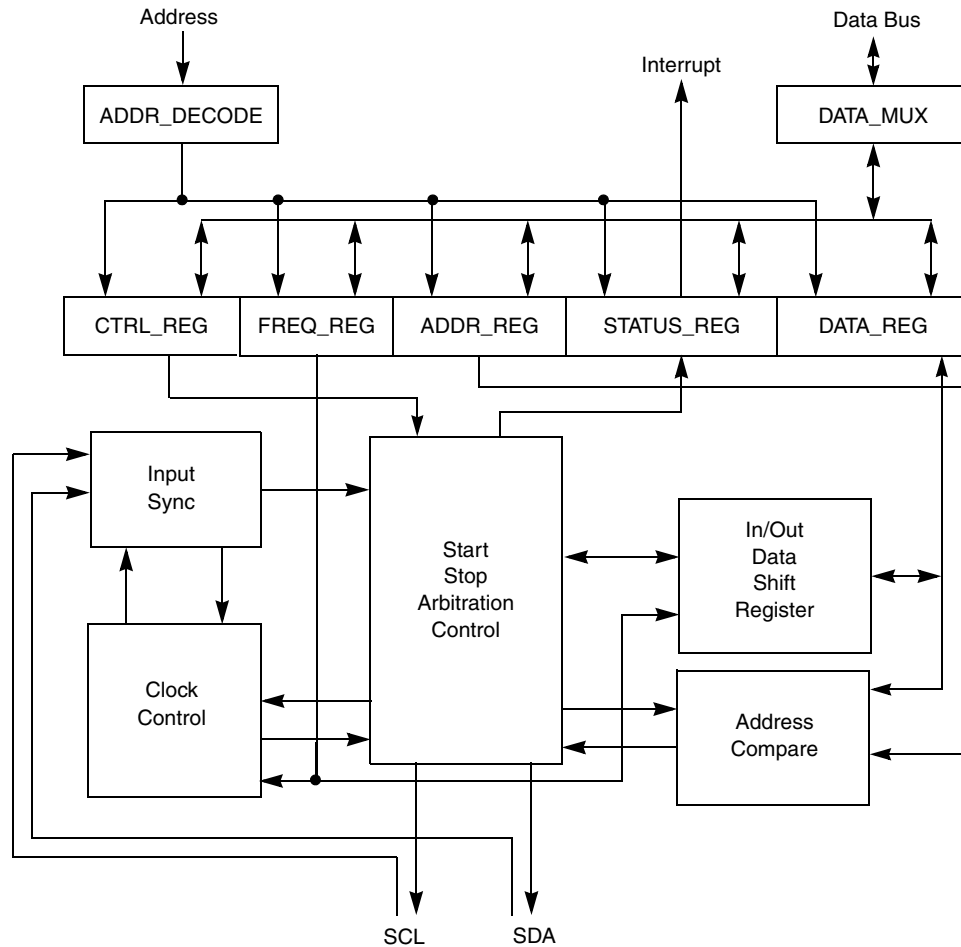 Address
Data Bus
Interrupt
ADDR_DECODE
DATA_MUX
CTRL_REG
FREQ_REG
ADDR_REG
STATUS_REG
DATA_REG
Input
Sync
Start
Stop
Arbitration
Control
In/Out
Data
Shift
Register
Clock
Control
Address
Compare
SCL
SDA